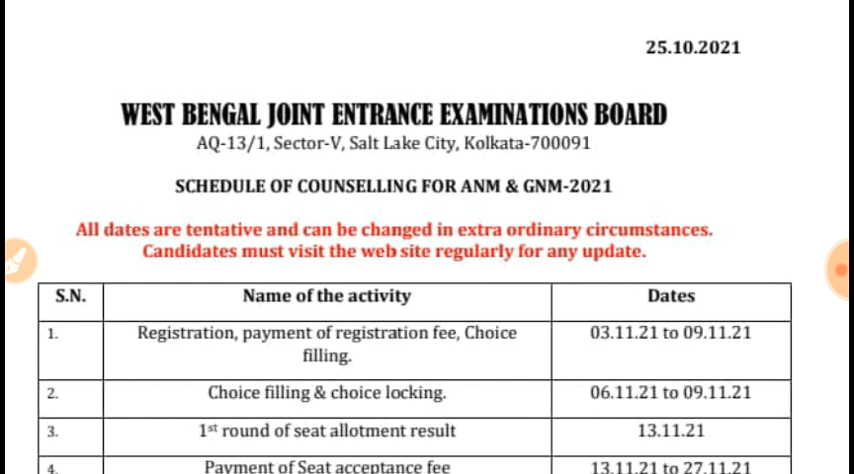 25.10.2021
WEST BENGAL JOINT ENTRANCE EXAMINATIONS BOARD
AQ-13/1, Sector-V, Salt Lake City, Kolkata-700091
SCHEDULE OF COUNSELLING FOR ANM & GNM-2021
All dates are tentative and can be changed in extra ordinary circumstances.
Candidates must visit the web site regularly for any update.
S.N. Name of the activity Dates
1. Registration, payment of registration fee, Choice 03.11.21 to 09.11.21
filling.
2. Choice filling & choice locking. 06.11.21 to 09.11.21
3. 1st round of seat allotment result 13.11.21
4. Payment of Seat acceptance fee 13.11.21 to 27.11.21